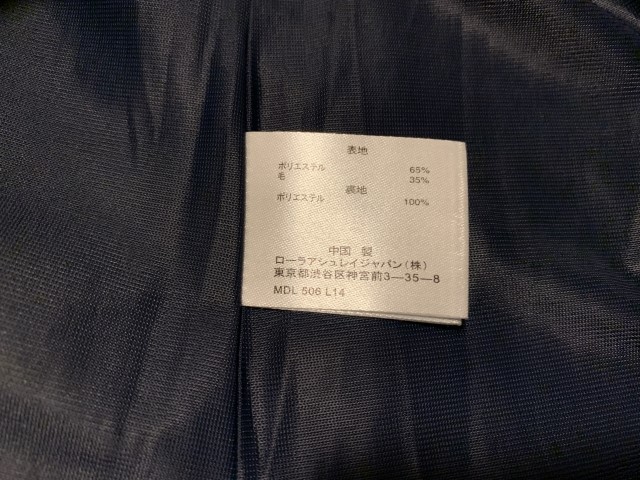 表地
ポリエステル 65%
毛 35%
裏地
ポリエステル 100%
中国 製
ローラアシュレイジャパン(株)
東京都渋谷区神宮前3―35―8
MDL 506 L14